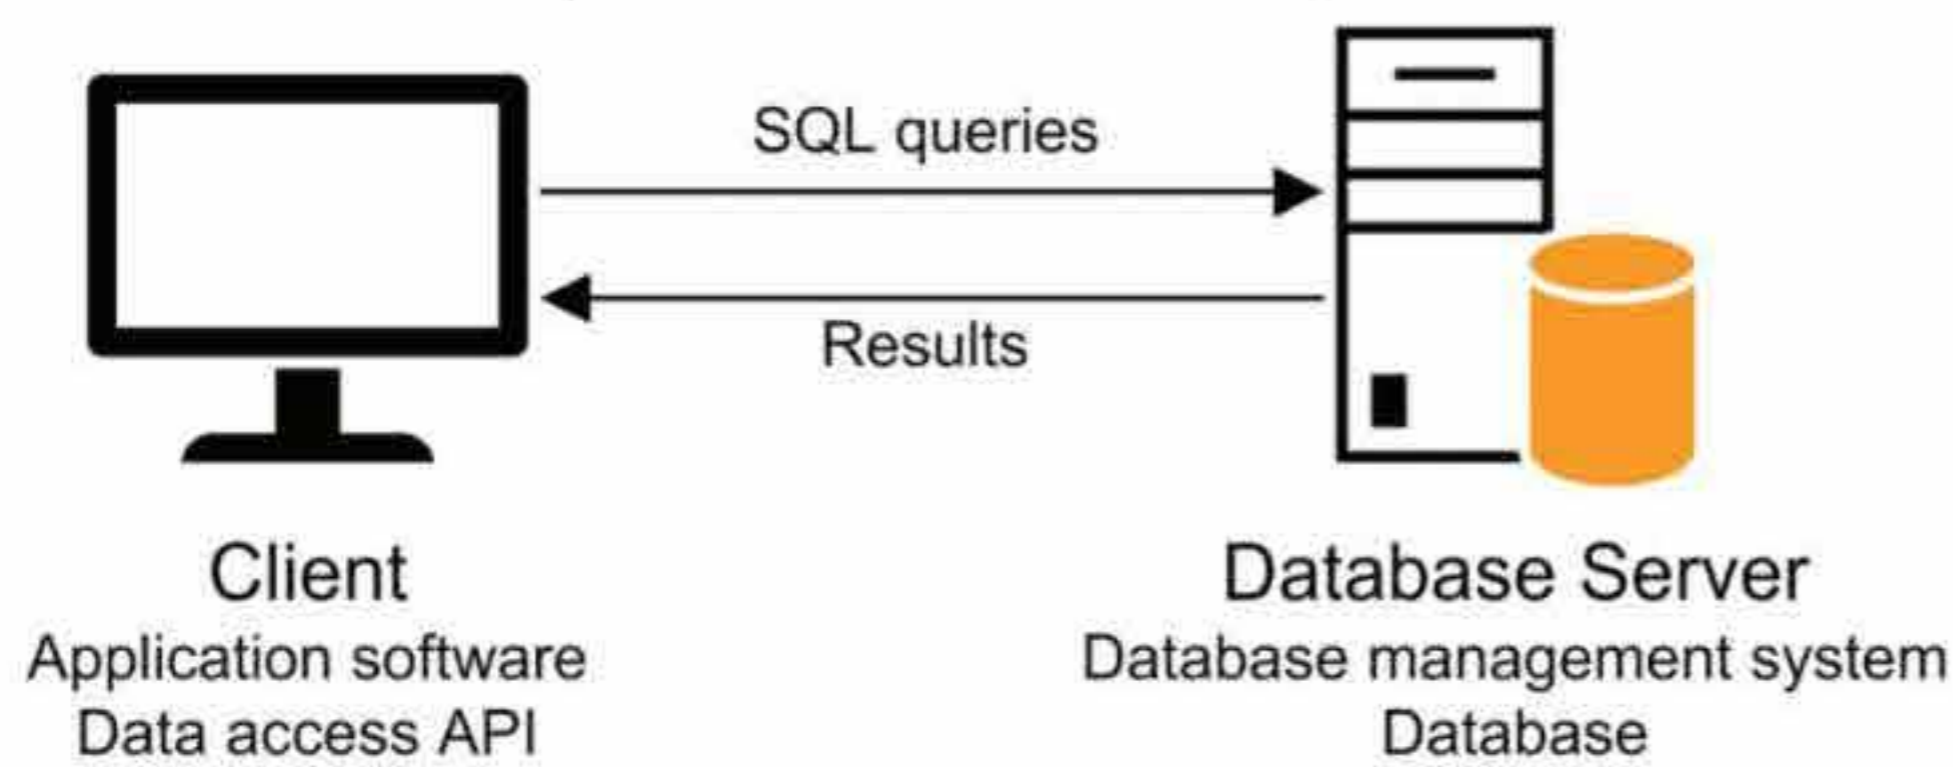 SQL queries
Results
Client
Application software
Data access API
Database Server
Database management system
Database